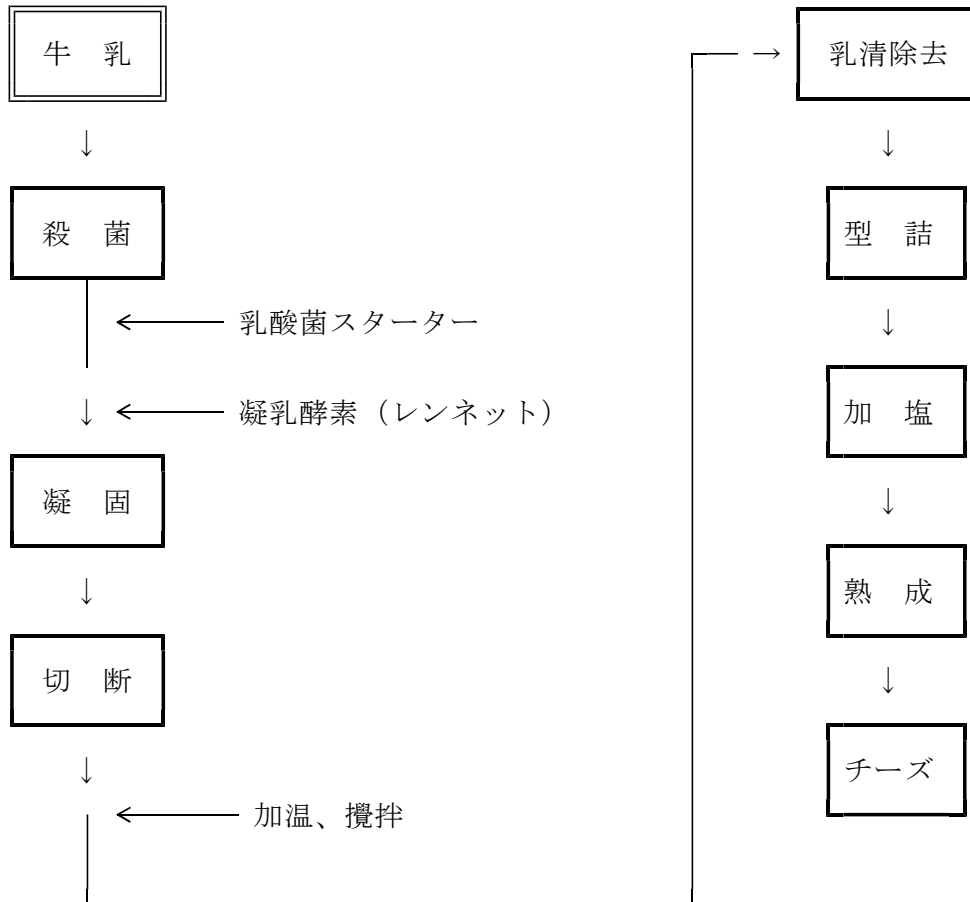 牛　乳
↓
殺　菌
← 乳酸菌スターター
↓ ← 凝乳酵素（レンネット）
凝　固
↓
切　断
↓
← 加温、攪拌
→ 乳清除去
↓
型　詰
↓
加　塩
↓
熟　成
↓
チーズ